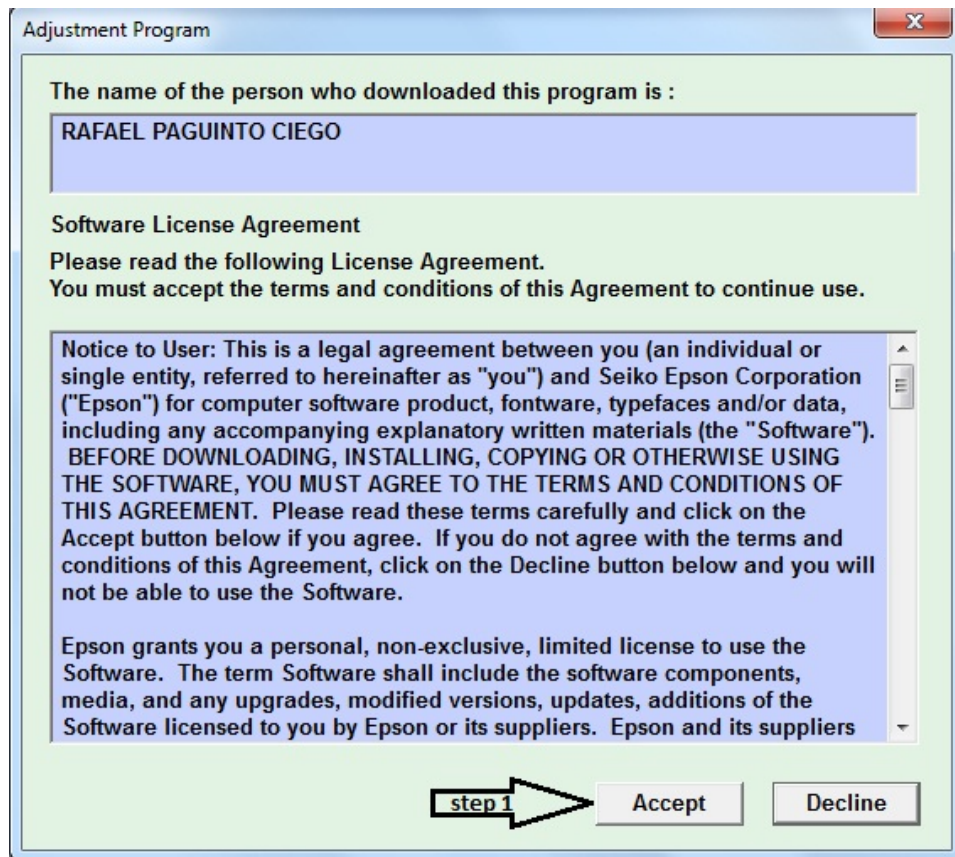 Adjustment Program
The name of the person who downloaded this program is :
RAFAEL PAGUINTO CIEGO
Software License Agreement
Please read the following License Agreement.
You must accept the terms and conditions of this Agreement to continue use.
Notice to User: This is a legal agreement between you (an individual or
single entity, referred to hereinafter as "you") and Seiko Epson Corporation
("Epson") for computer software product, fontware, typefaces and/or data,
including any accompanying explanatory written materials (the "Software").
BEFORE DOWNLOADING, INSTALLING, COPYING OR OTHERWISE USING
THE SOFTWARE, YOU MUST AGREE TO THE TERMS AND CONDITIONS OF
THIS AGREEMENT.  Please read these terms carefully and click on the
Accept button below if you agree.  If you do not agree with the terms and
conditions of this Agreement, click on the Decline button below and you will
not be able to use the Software.
Epson grants you a personal, non-exclusive, limited license to use the
Software.  The term Software shall include the software components,
media, and any upgrades, modified versions, updates, additions of the
Software licensed to you by Epson or its suppliers.  Epson and its suppliers
step 1
Accept
Decline